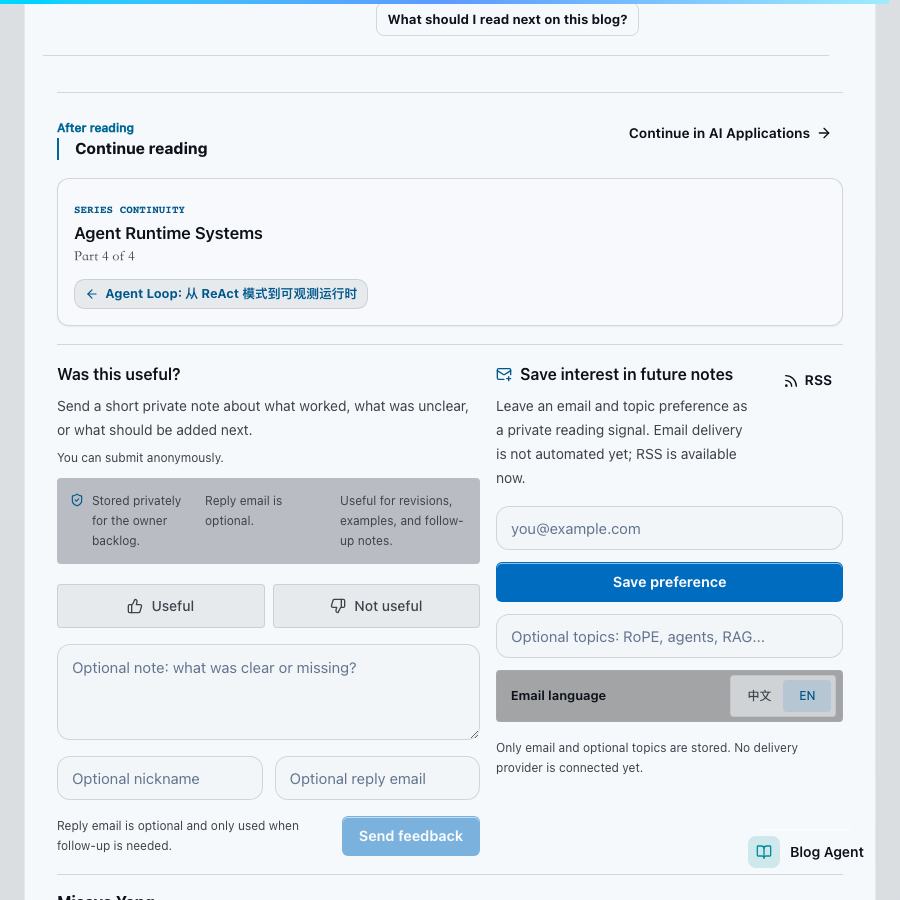 What should I read next on this blog?
After reading
Continue reading
Continue in AI Applications →
SERIES CONTINUITY
Agent Runtime Systems
Part 4 of 4
← Agent Loop: 从 ReAct 模式到可观测运行时
Was this useful?
Send a short private note about what worked, what was unclear,
or what should be added next.
You can submit anonymously.
Stored privately
for the owner
backlog.
Reply email is
optional.
Useful for revisions,
examples, and follow-
up notes.
Useful
Not useful
Optional note: what was clear or missing?
Optional nickname
Optional reply email
Reply email is optional and only used when
follow-up is needed.
Send feedback
Save interest in future notes
RSS
Leave an email and topic preference as
a private reading signal. Email delivery
is not automated yet; RSS is available
now.
you@example.com
Save preference
Optional topics: RoPE, agents, RAG...
Email language
中文
EN
Only email and optional topics are stored. No delivery
provider is connected yet.
Blog Agent